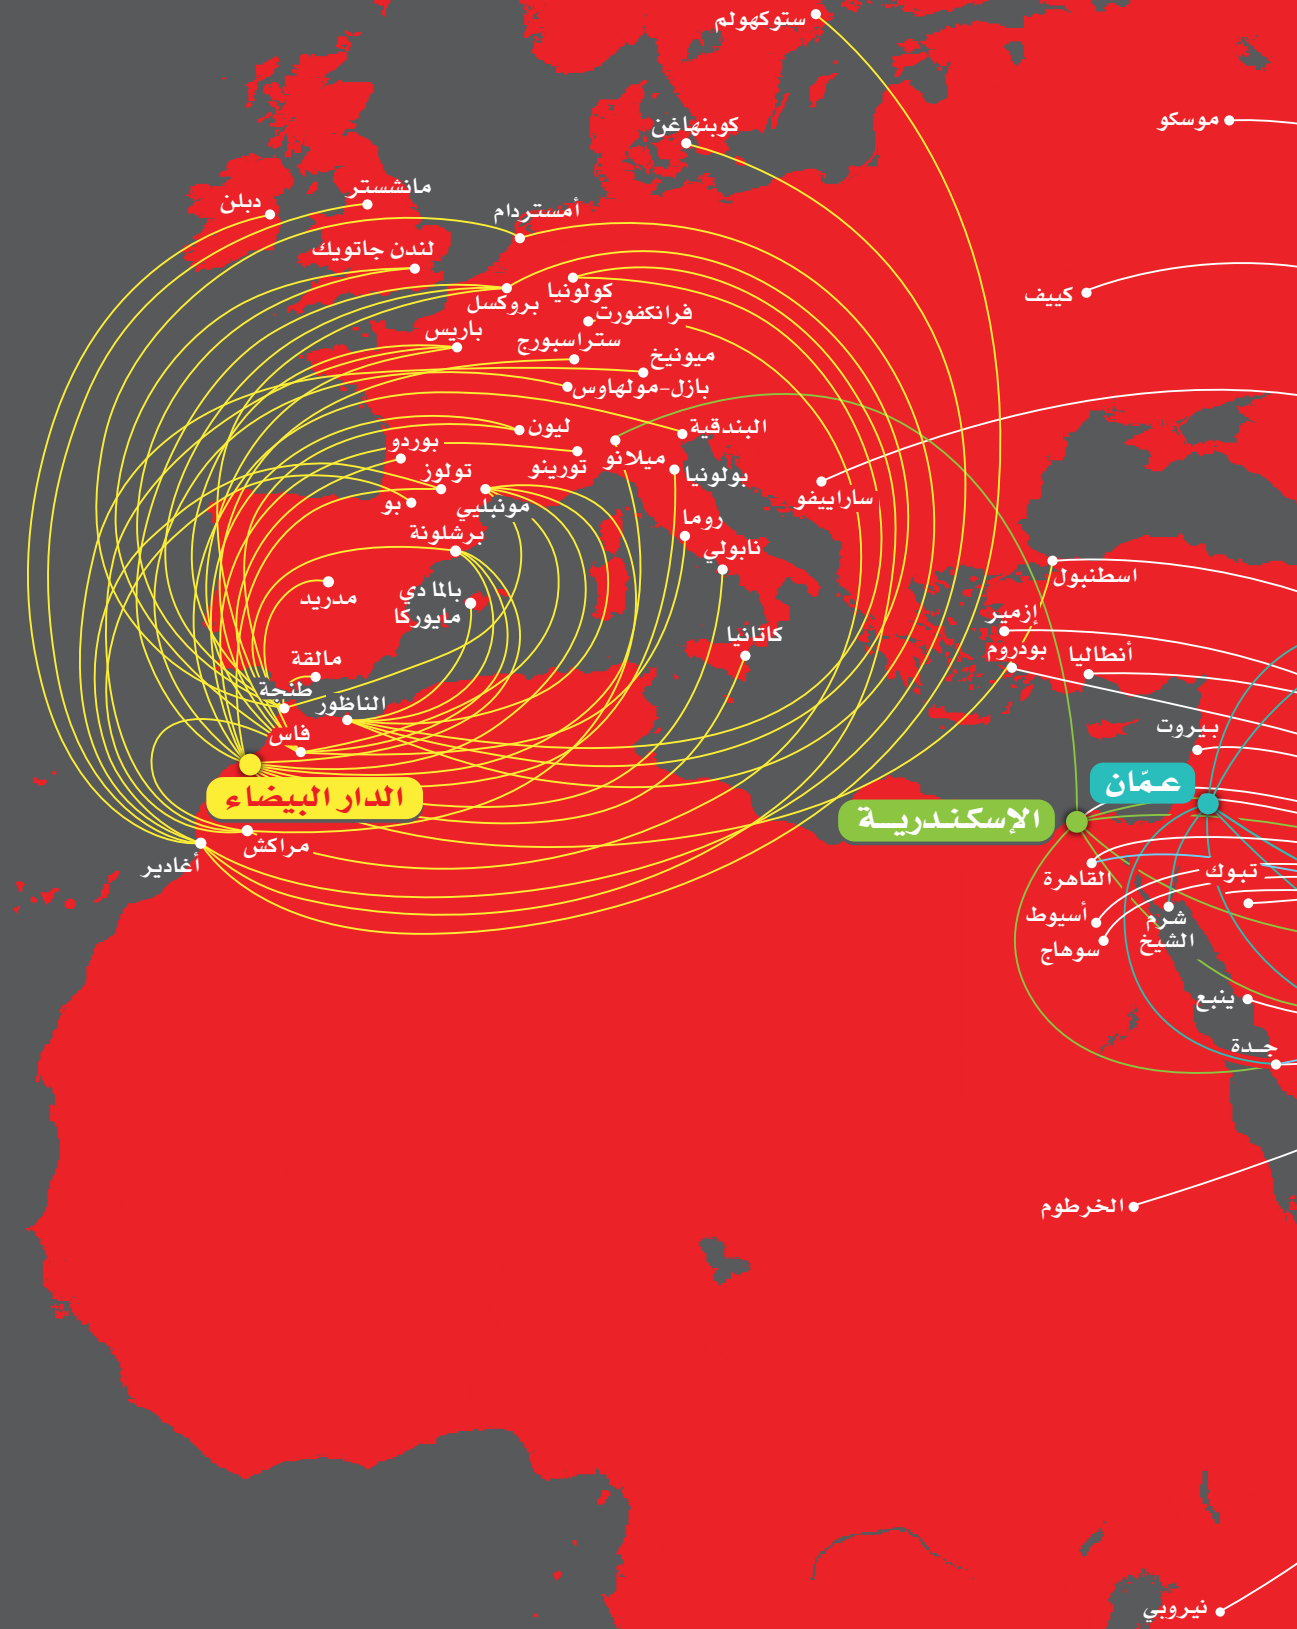 ستوكهولم
موسكو
كوبنهاغن
مانشستر
دبلن
أمستردام
لندن جاتويك
كييف
كولونيا
بروكسل
فرانكفورت
باريس
ستراسبورج
ميونيخ
بازل-مولهاوس
البندقية
ليون
بوردو
ميلانو
تورينو
تولوز
بولونيا
ساراييفو
بو
مونبلييه
روما
برشلونة
نابولي
اسطنبول
مدريد
بالما دي
مايوركا
إزمير
كاتانيا
بودروم
أنطاليا
مالقة
طنجة
الناظور
بيروت
فاس
عمّان
الدار البيضاء
الإسكندرية
مراكش
أغادير
القاهرة
تبوك
أسيوط
شرم
الشيخ
سوهاج
ينبع
جدة
الخرطوم
نيروبي